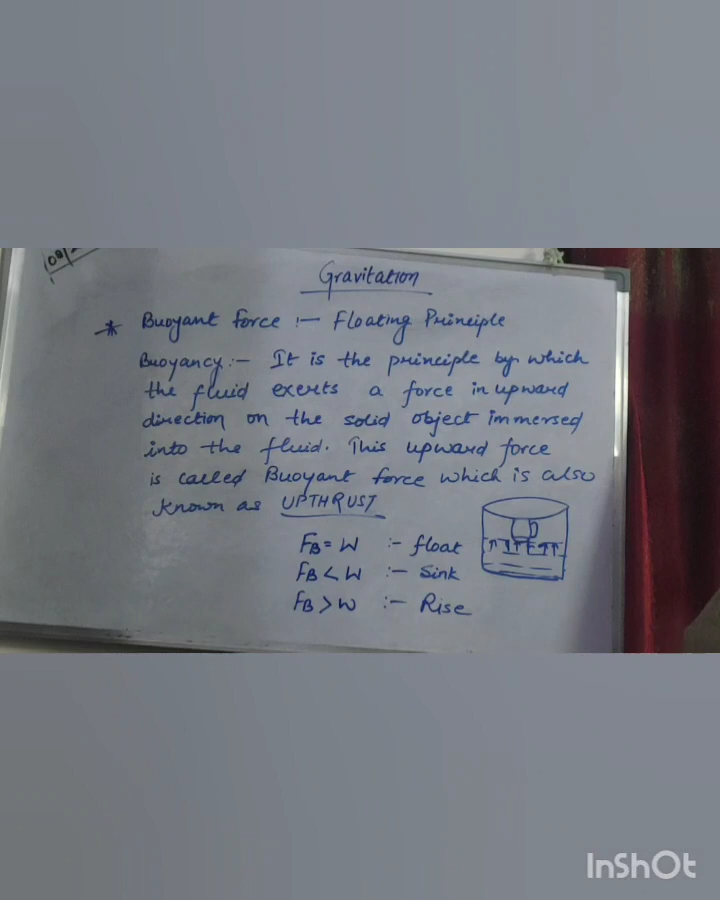 Gravitation
* Buoyant force :- Floating Principle
Buoyancy :- It is the principle by which
the fluid exerts a force in upward
direction on the solid object immersed
into the fluid. This upward force
is called Buoyant force which is also
known as UPTHRUST
FB = W :- float
FB < W :- Sink
FB > W :- Rise
InShOt